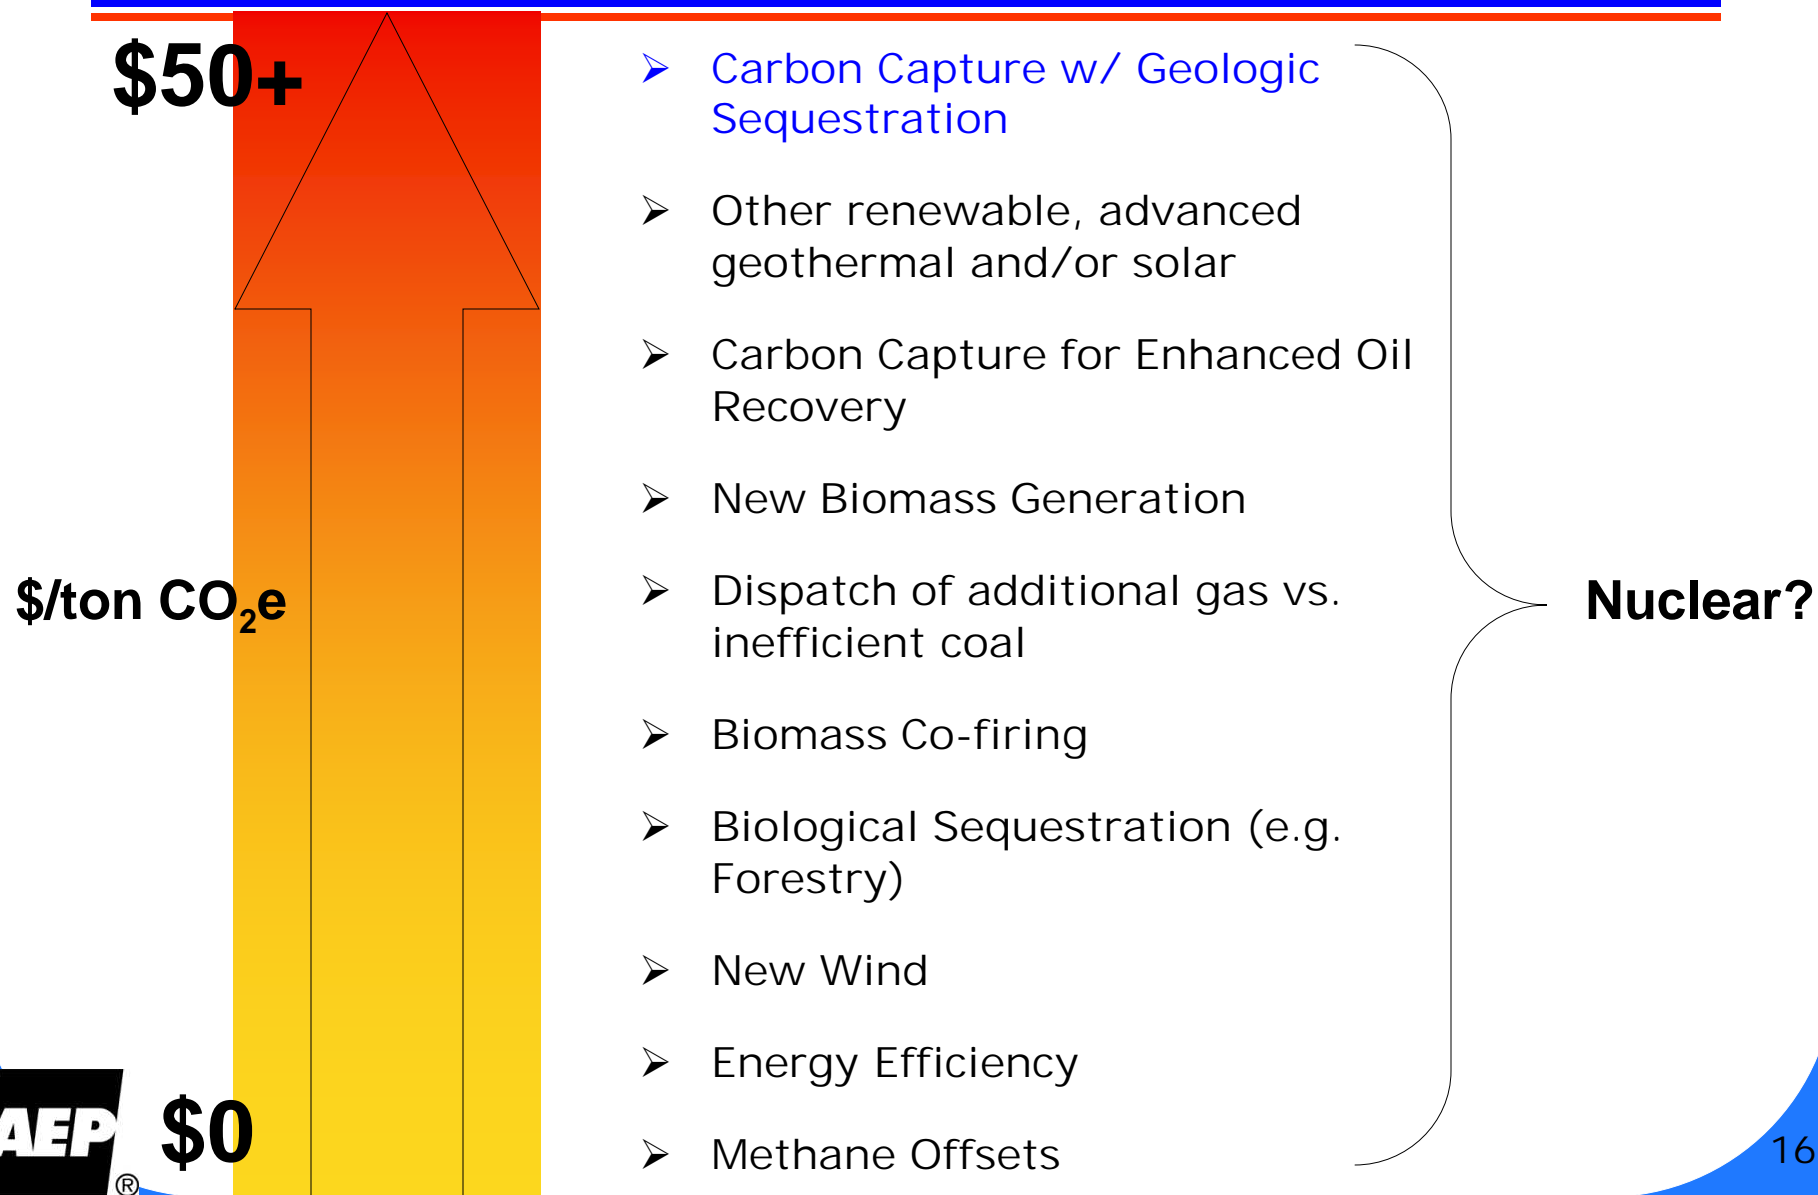 $50+
➢ Carbon Capture w/ Geologic
Sequestration
➢ Other renewable, advanced
geothermal and/or solar
➢ Carbon Capture for Enhanced Oil
Recovery
➢ New Biomass Generation
$/ton CO₂e
➢ Dispatch of additional gas vs.
inefficient coal
Nuclear?
➢ Biomass Co-firing
➢ Biological Sequestration (e.g.
Forestry)
➢ New Wind
➢ Energy Efficiency
➢ Methane Offsets
$0
AEP®
16